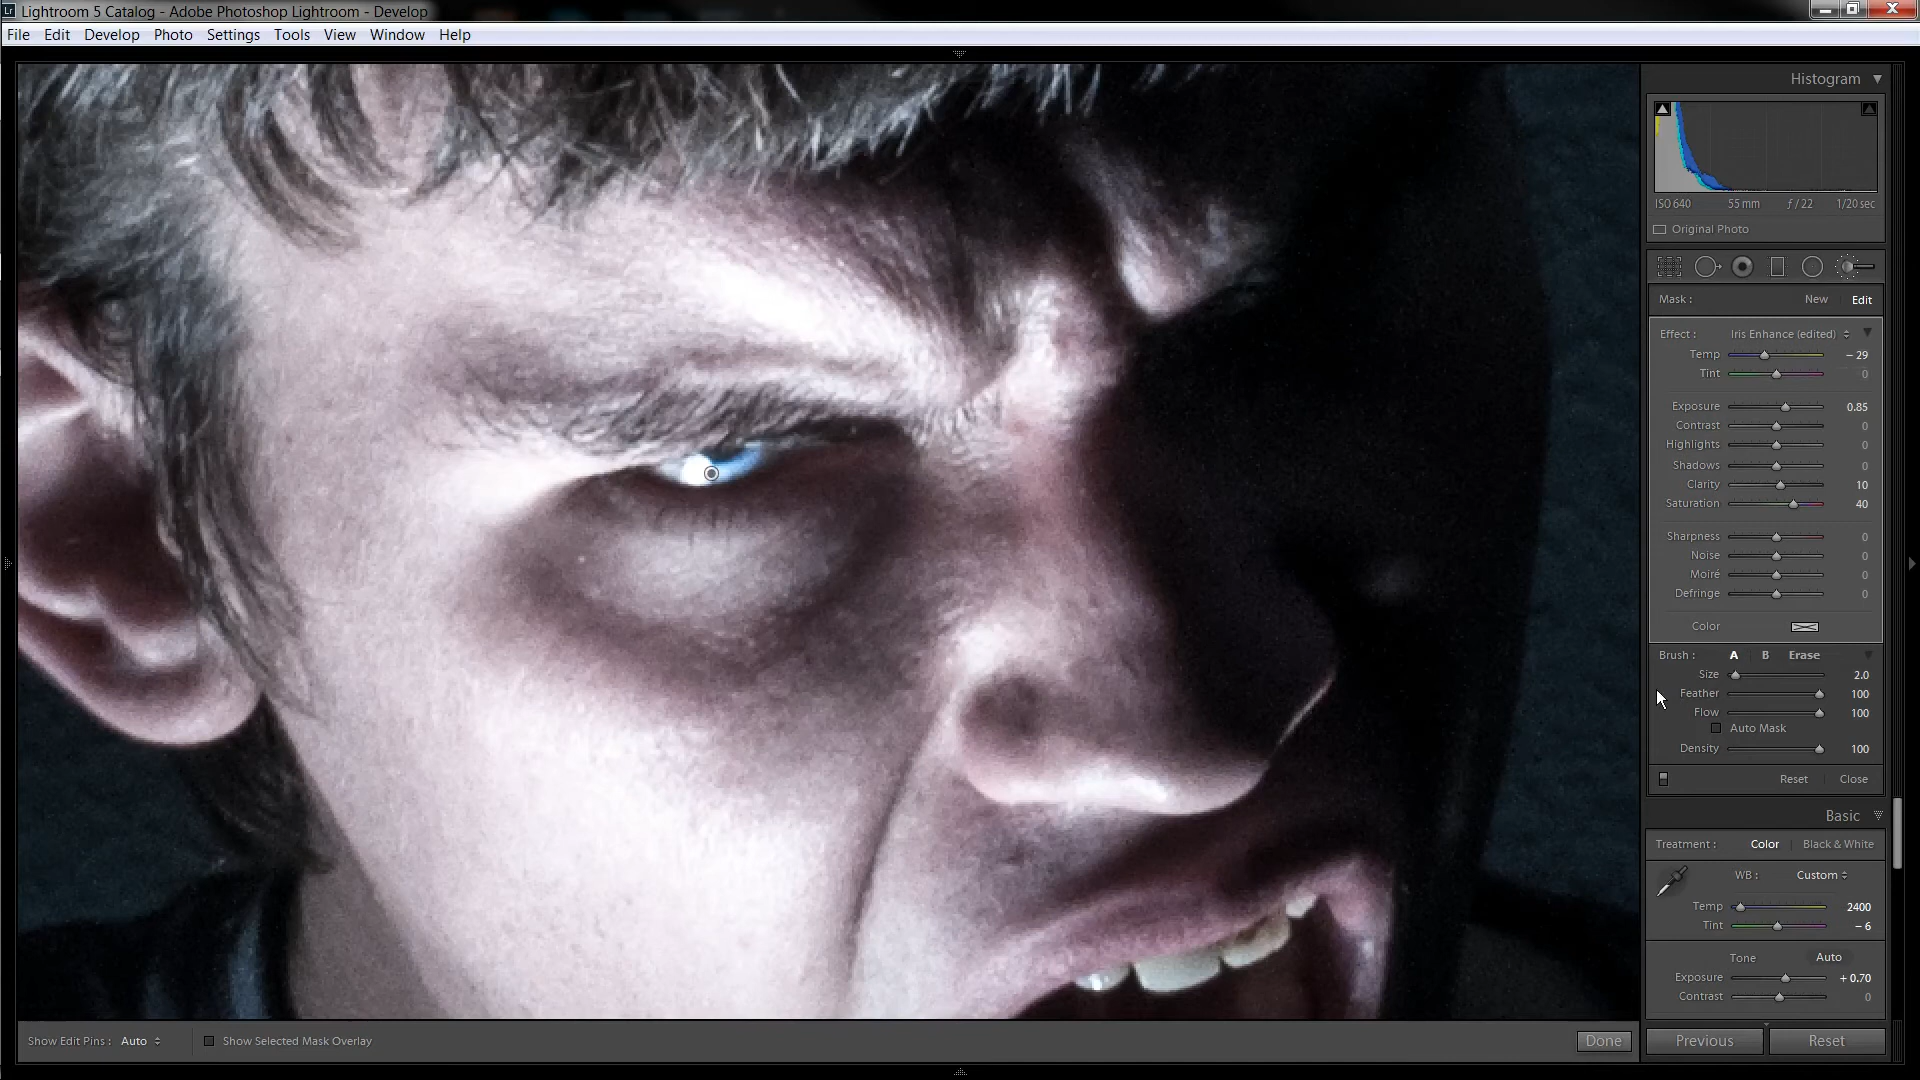 Lr Lightroom 5 Catalog - Adobe Photoshop Lightroom - Develop
File Edit Develop Photo Settings Tools View Window Help
Histogram
ISO 640 55 mm ƒ / 22 1/20 sec
Original Photo
Mask : New Edit
Effect : Iris Enhance (edited)
Temp – 29
Tint 0
Exposure 0.85
Contrast 0
Highlights 0
Shadows 0
Clarity 10
Saturation 40
Sharpness 0
Noise 0
Moiré 0
Defringe 0
Color
Brush : A B Erase
Size 2.0
Feather 100
Flow 100
Auto Mask
Density 100
Reset Close
Basic
Treatment : Color Black & White
WB : Custom
Temp 2400
Tint – 6
Tone Auto
Exposure + 0.70
Contrast 0
Show Edit Pins : Auto Show Selected Mask Overlay Done
Previous Reset